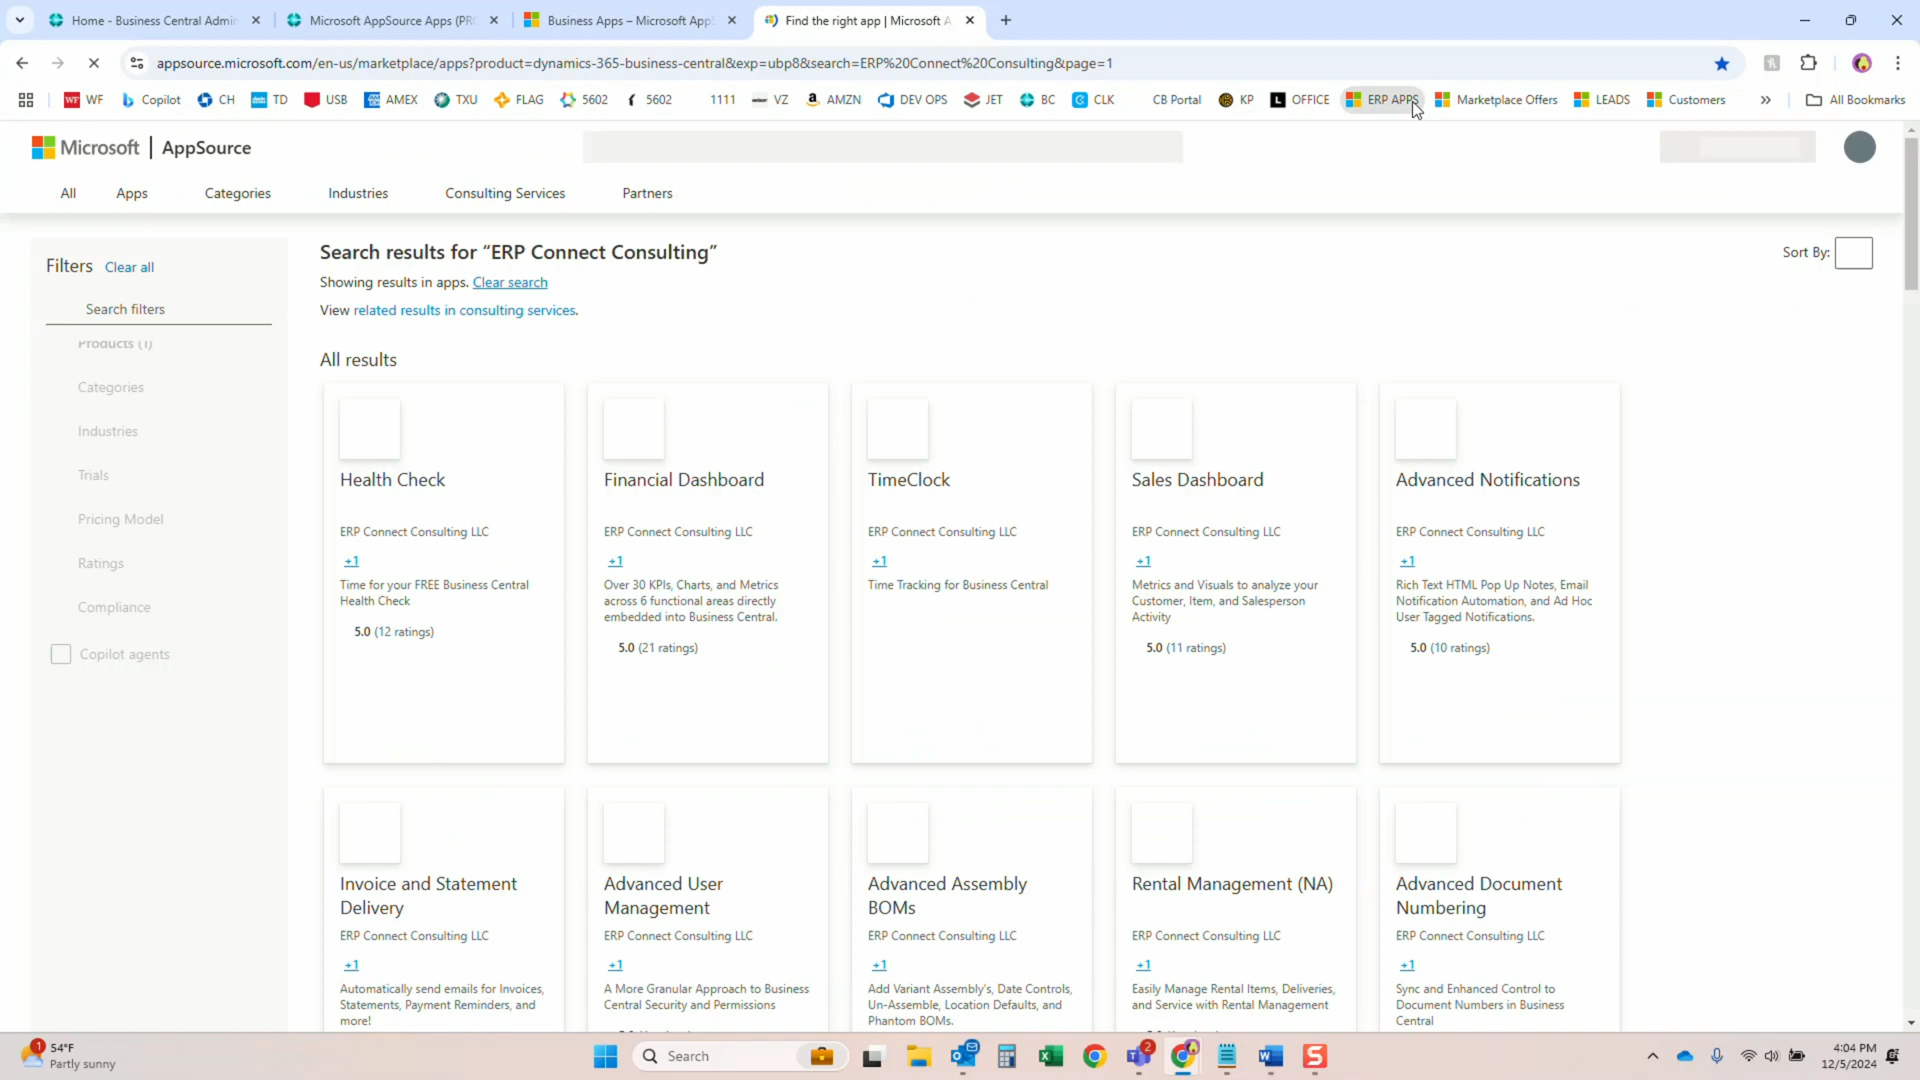 Home - Business Central Admin
Microsoft AppSource Apps (PR
Business Apps – Microsoft App
Find the right app | Microsoft A
appsource.microsoft.com/en-us/marketplace/apps?product=dynamics-365-business-central&exp=ubp8&search=ERP%20Connect%20Consulting&page=1
WF WF Copilot CH TD USB AMEX TXU FLAG 5602 5602 1111 VZ AMZN DEV OPS JET BC CLK CB Portal KP OFFICE ERP APPS Marketplace Offers LEADS Customers » All Bookmarks
Microsoft | AppSource
All Apps Categories Industries Consulting Services Partners
Filters Clear all
Search filters
Products (1)
Categories
Industries
Trials
Pricing Model
Ratings
Compliance
Copilot agents
Search results for “ERP Connect Consulting”
Sort By:
Showing results in apps. Clear search
View related results in consulting services.
All results
Health Check
ERP Connect Consulting LLC
+1
Time for your FREE Business Central
Health Check
5.0 (12 ratings)
Financial Dashboard
ERP Connect Consulting LLC
+1
Over 30 KPIs, Charts, and Metrics
across 6 functional areas directly
embedded into Business Central.
5.0 (21 ratings)
TimeClock
ERP Connect Consulting LLC
+1
Time Tracking for Business Central
Sales Dashboard
ERP Connect Consulting LLC
+1
Metrics and Visuals to analyze your
Customer, Item, and Salesperson
Activity
5.0 (11 ratings)
Advanced Notifications
ERP Connect Consulting LLC
+1
Rich Text HTML Pop Up Notes, Email
Notification Automation, and Ad Hoc
User Tagged Notifications.
5.0 (10 ratings)
Invoice and Statement
Delivery
ERP Connect Consulting LLC
+1
Automatically send emails for Invoices,
Statements, Payment Reminders, and
more!
Advanced User
Management
ERP Connect Consulting LLC
+1
A More Granular Approach to Business
Central Security and Permissions
Advanced Assembly
BOMs
ERP Connect Consulting LLC
+1
Add Variant Assembly's, Date Controls,
Un-Assemble, Location Defaults, and
Phantom BOMs.
Rental Management (NA)
ERP Connect Consulting LLC
+1
Easily Manage Rental Items, Deliveries,
and Service with Rental Management
Advanced Document
Numbering
ERP Connect Consulting LLC
+1
Sync and Enhanced Control to
Document Numbers in Business
Central
1
54°F
Partly sunny
Search
2
4:04 PM
12/5/2024